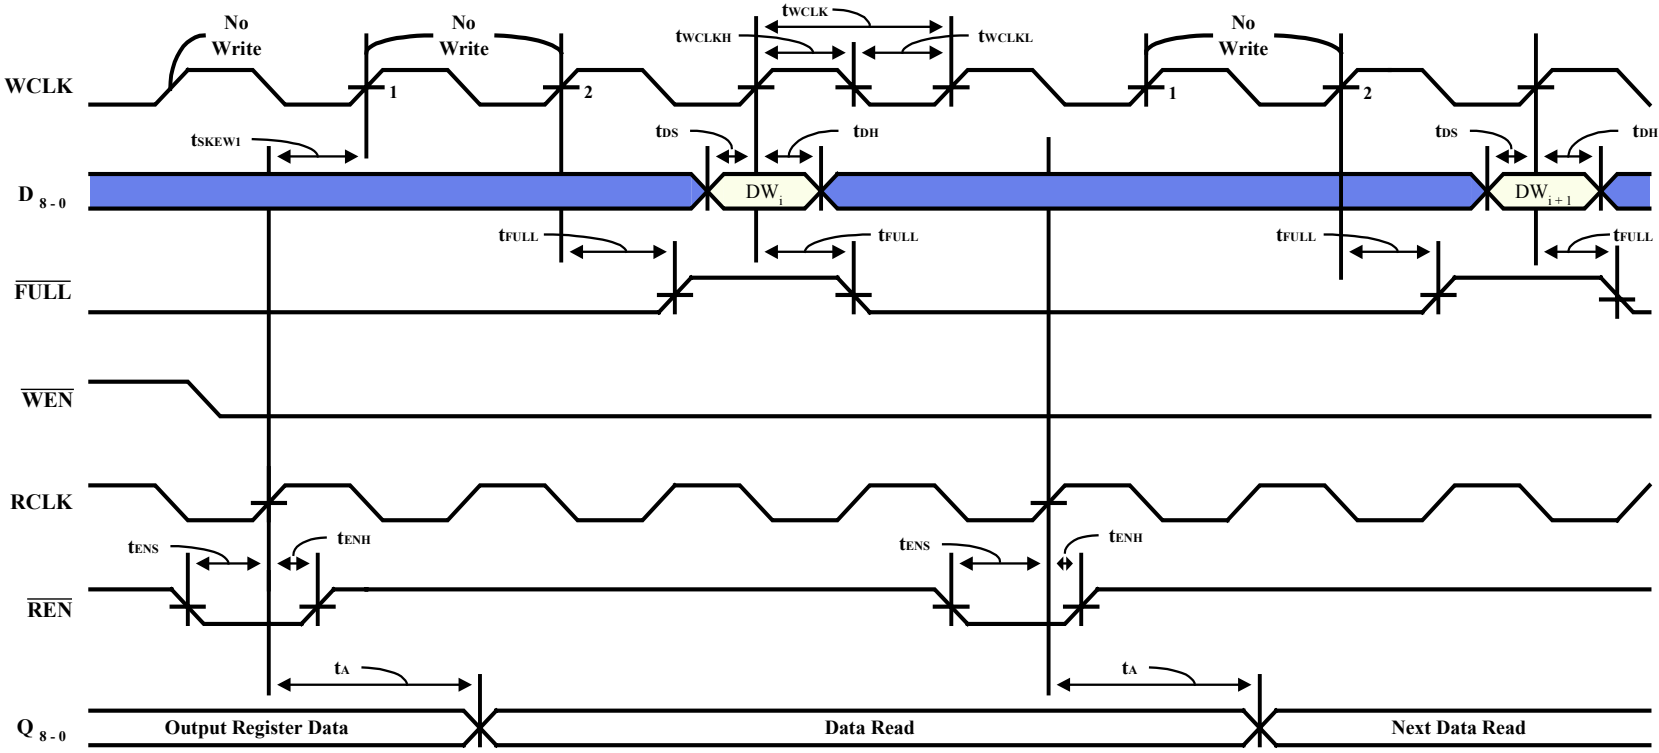 tWCLK
No
Write
No
Write
tWCLKH
tWCLKL
No
Write
WCLK
1
2
1
2
tSKEW1
tDS
tDH
tDS
tDH
D 8 - 0
DWi
DWi + 1
tFULL
tFULL
tFULL
tFULL
FULL
WEN
RCLK
tENS
tENH
tENS
tENH
REN
tA
tA
Q 8 - 0
Output Register Data
Data Read
Next Data Read